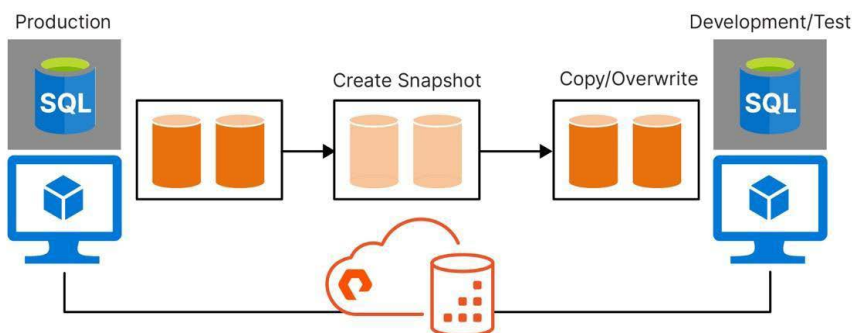 Production
Development/Test
Create Snapshot
Copy/Overwrite
SQL
SQL